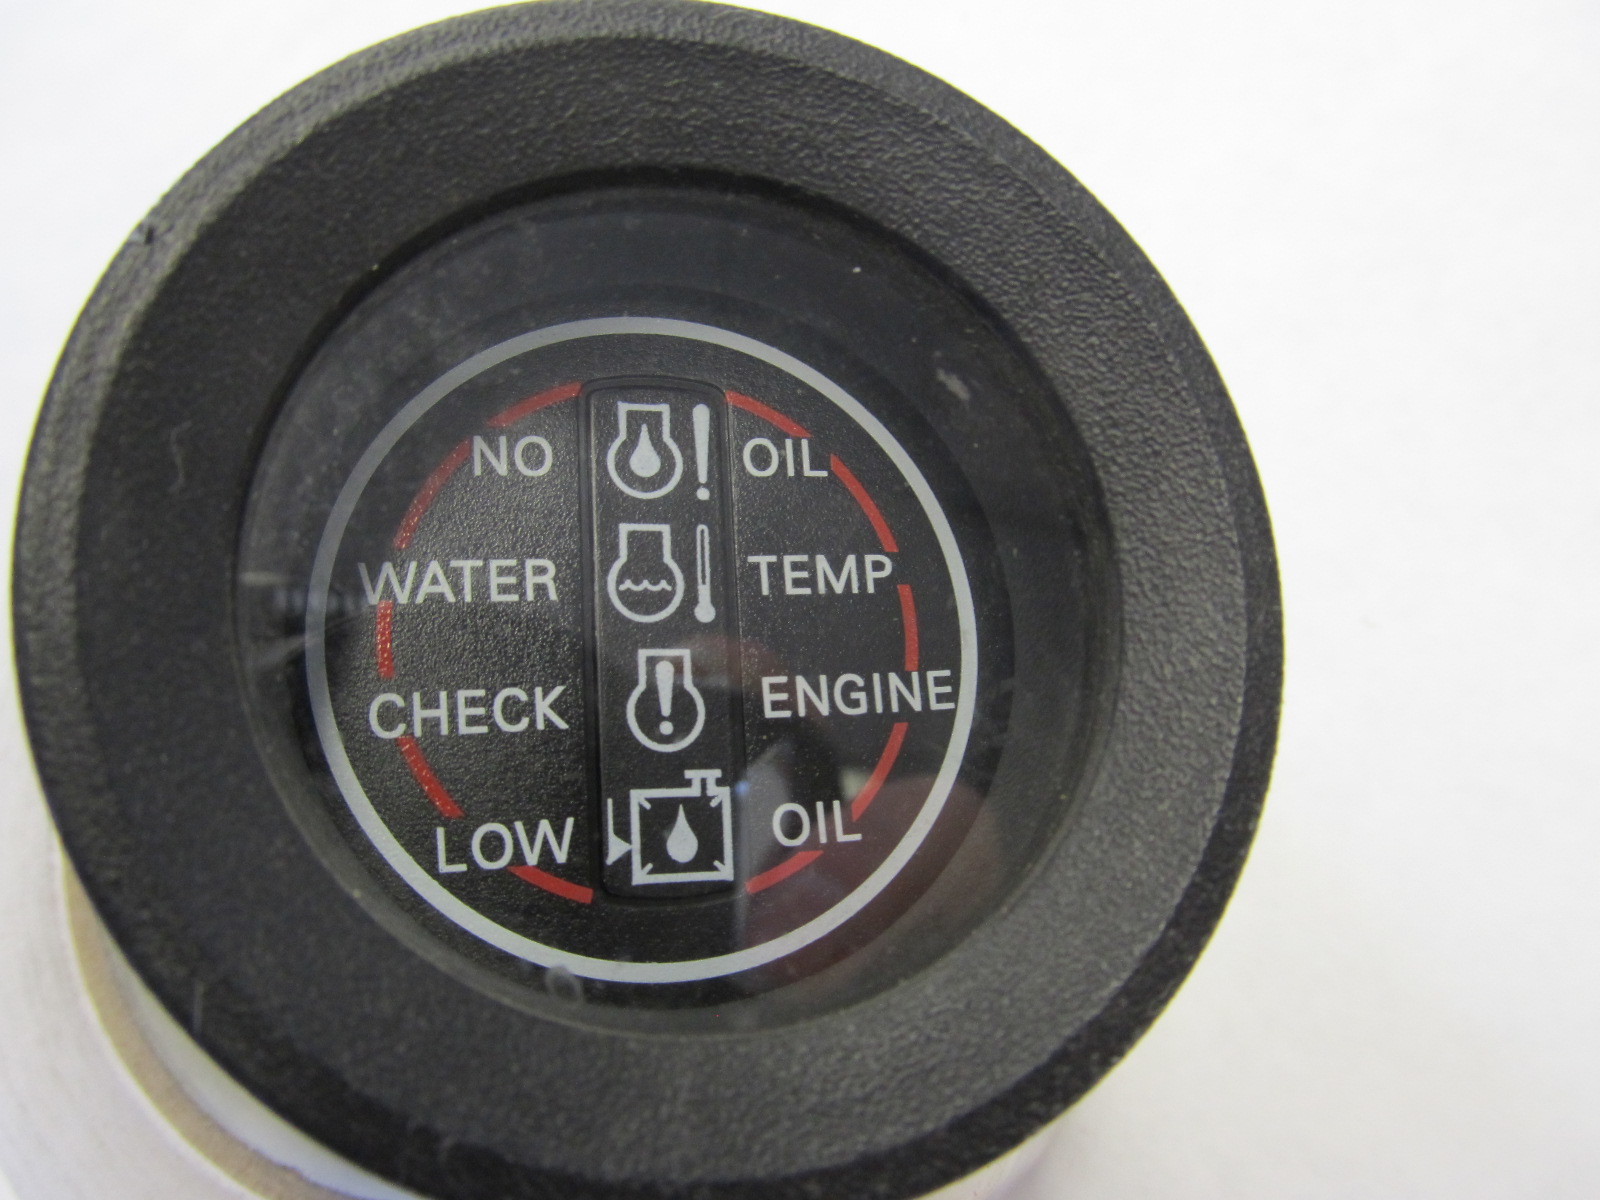 NO OIL
WATER TEMP
CHECK ENGINE
LOW OIL